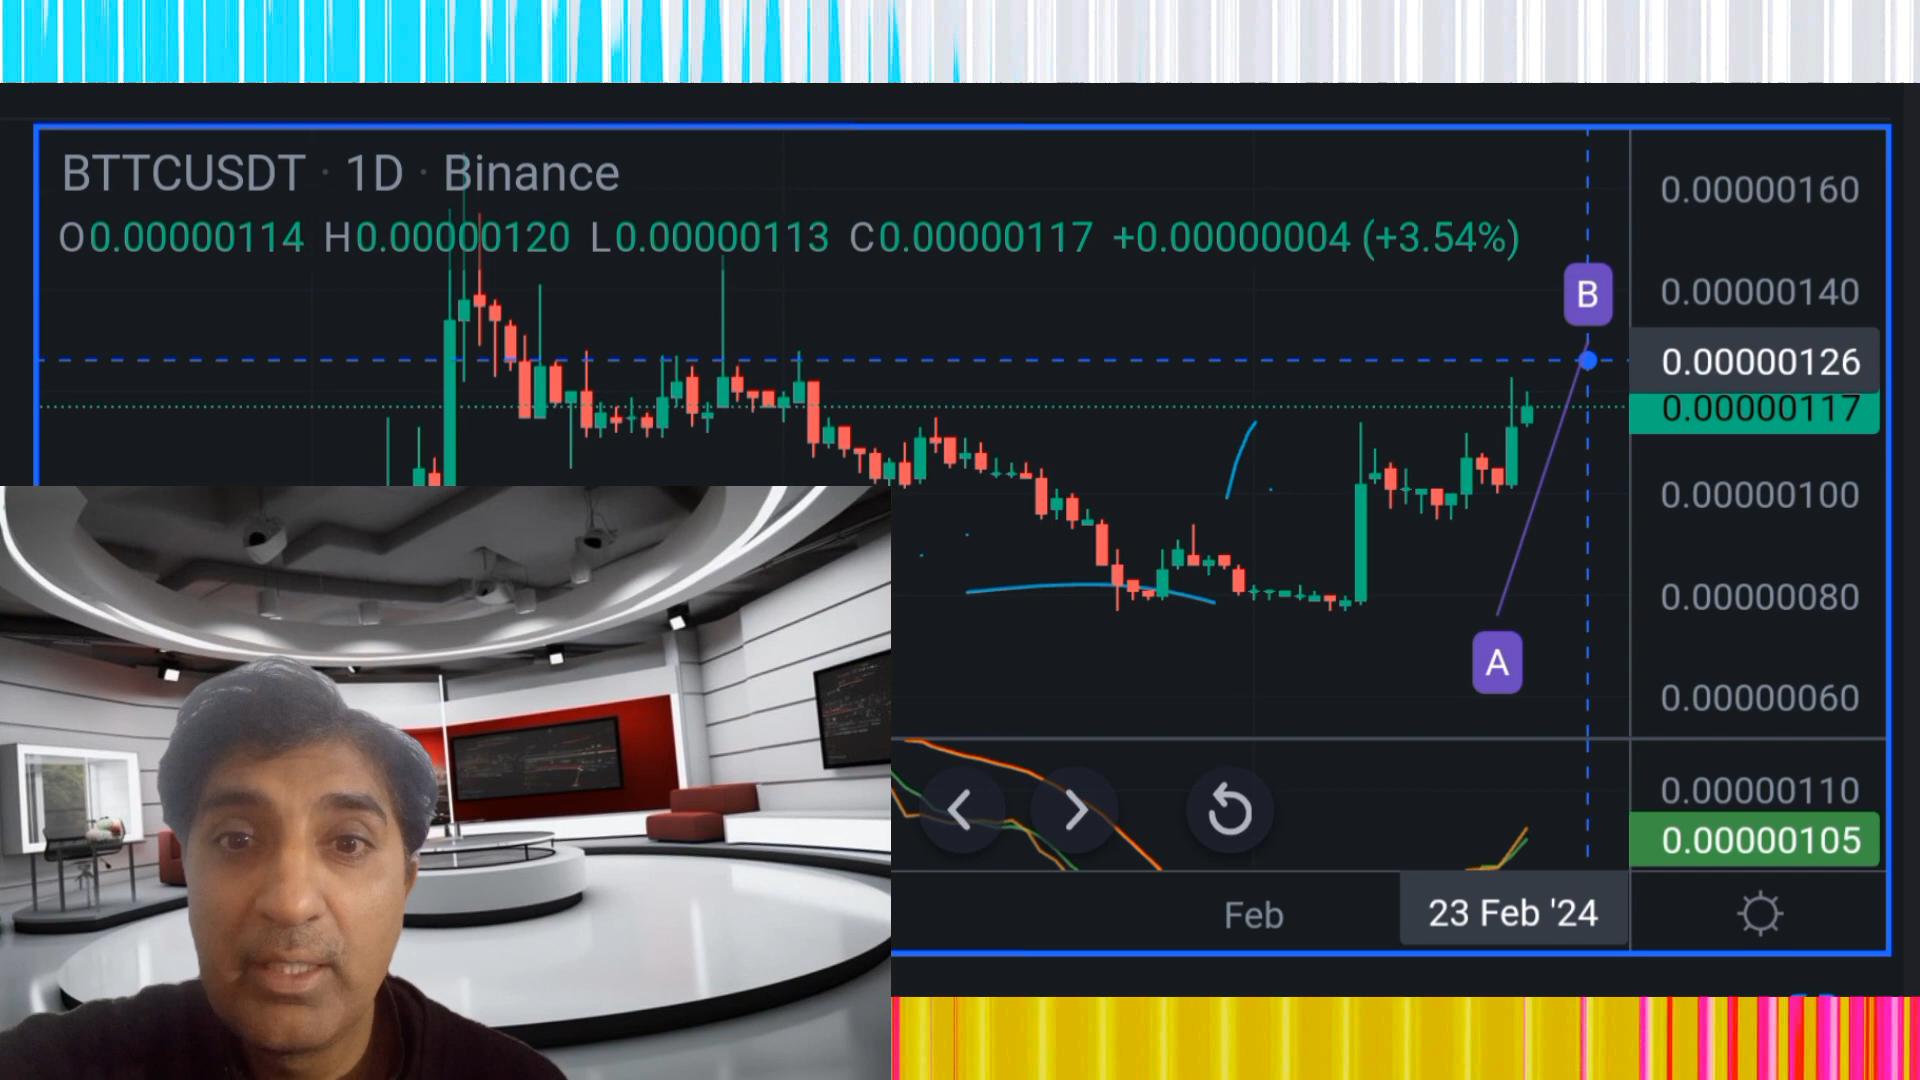 BTTCUSDT · 1D · Binance
O0.00000114 H0.00000120 L0.00000113 C0.00000117 +0.00000004 (+3.54%)
0.00000160
B
0.00000140
0.00000126
0.00000117
0.00000100
0.00000080
A
0.00000060
0.00000110
0.00000105
Feb
23 Feb '24